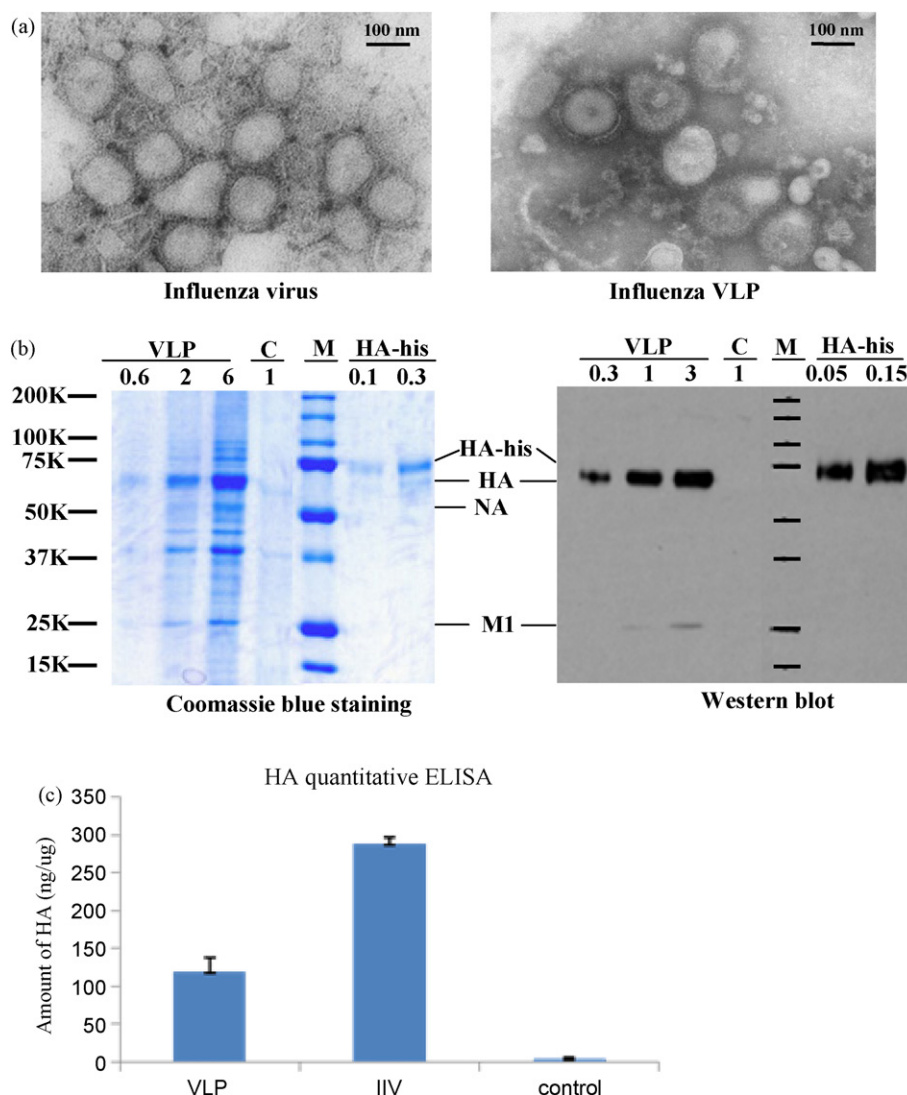 (a)
100 nm
100 nm
Influenza virus
Influenza VLP
(b)
VLP C M HA-his
0.6 2 6 1 0.1 0.3
VLP C M HA-his
0.3 1 3 1 0.05 0.15
200K
100K
75K
50K
37K
25K
15K
HA-his
HA
NA
M1
Coomassie blue staining
Western blot
(c)
HA quantitative ELISA
Amount of HA (ng/ug)
350
300
250
200
150
100
50
0
VLP
IIV
control